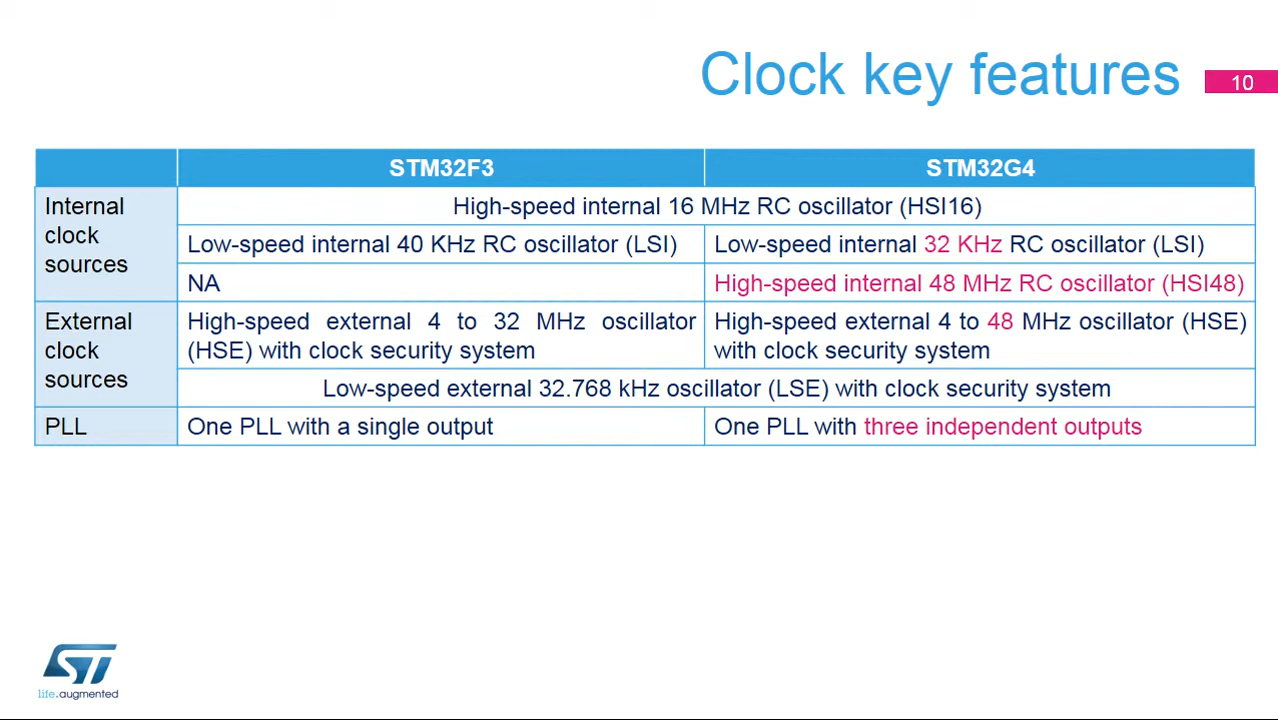 Clock key features
10
STM32F3 STM32G4
Internal clock sources
High-speed internal 16 MHz RC oscillator (HSI16)
Low-speed internal 40 KHz RC oscillator (LSI)
Low-speed internal 32 KHz RC oscillator (LSI)
NA
High-speed internal 48 MHz RC oscillator (HSI48)
External clock sources
High-speed external 4 to 32 MHz oscillator
(HSE) with clock security system
High-speed external 4 to 48 MHz oscillator (HSE)
with clock security system
Low-speed external 32.768 kHz oscillator (LSE) with clock security system
PLL
One PLL with a single output
One PLL with three independent outputs
ST
life.augmented